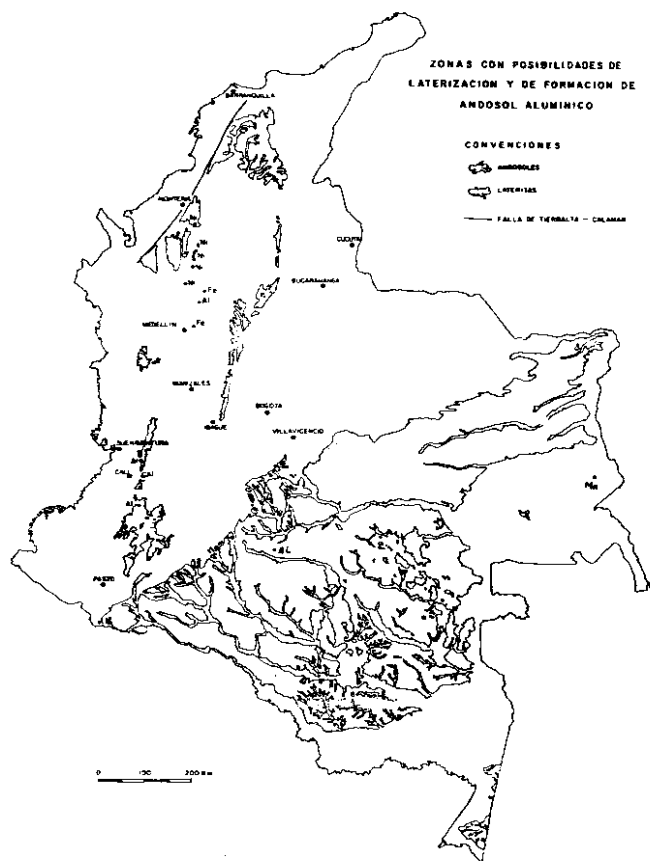 ZONAS CON POSIBILIDADES DE
LATERIZACION Y DE FORMACION DE
ANDOSOL ALUMINICO
CONVENCIONES
ANDOSOLES
LATERITAS
FALLA DE TIERRALTA - CALAMAR
BARRANQUILLA
MONTERIA
CUCUTA
BUCARAMANGA
Fe
Al
MEDELLIN
Fe
MANIZALES
BOGOTA
IBAGUE
VILLAVICENCIO
BUENAVENTURA
CALI
Al
AL
PASTO
0 100 200 Km